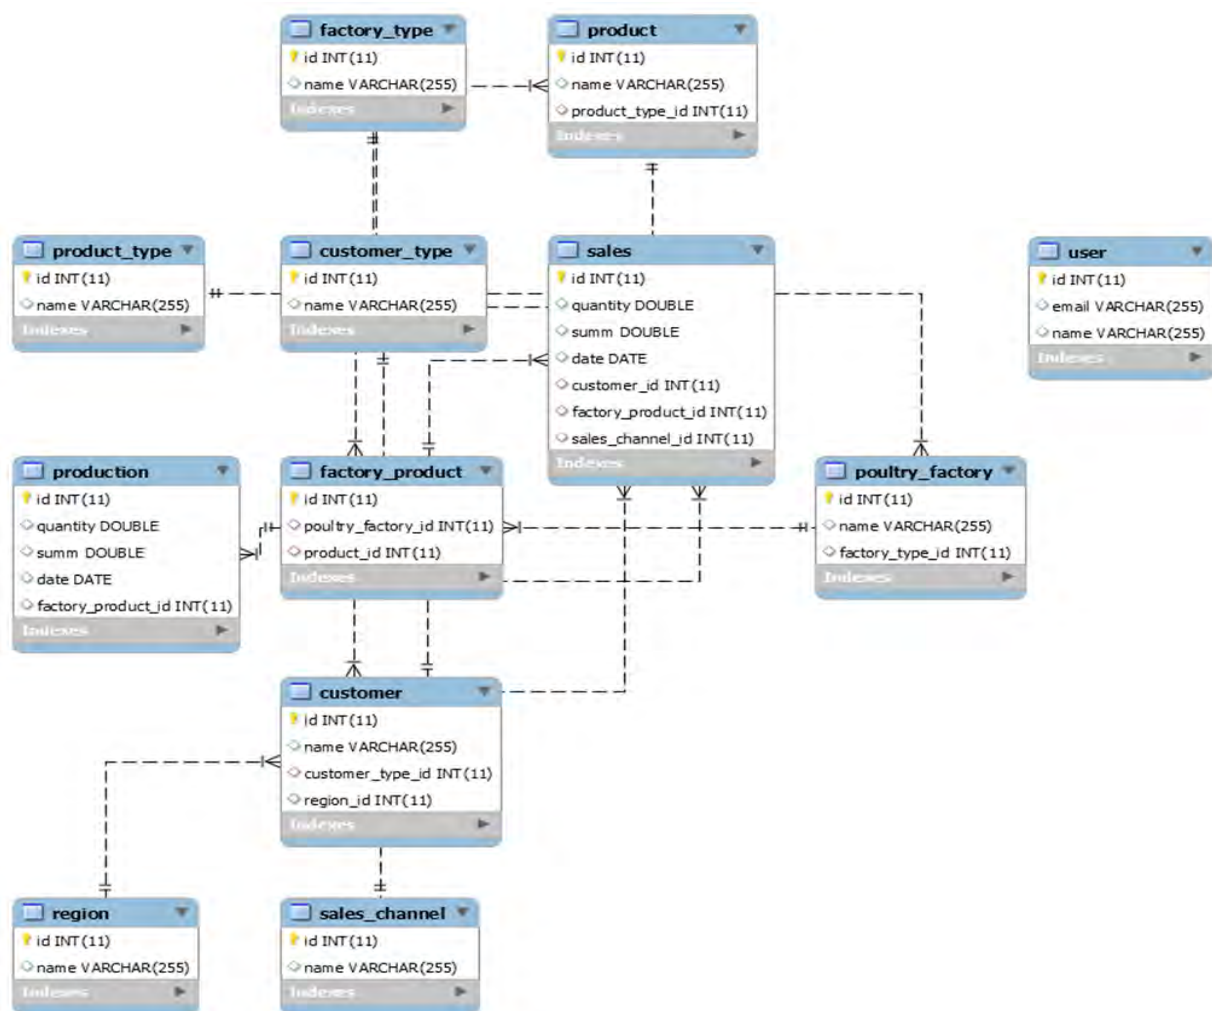 factory_type
id INT(11)
name VARCHAR(255)
Indexes
product
id INT(11)
name VARCHAR(255)
product_type_id INT(11)
Indexes
product_type
id INT(11)
name VARCHAR(255)
Indexes
customer_type
id INT(11)
name VARCHAR(255)
Indexes
sales
id INT(11)
quantity DOUBLE
summ DOUBLE
date DATE
customer_id INT(11)
factory_product_id INT(11)
sales_channel_id INT(11)
Indexes
user
id INT(11)
email VARCHAR(255)
name VARCHAR(255)
Indexes
production
id INT(11)
quantity DOUBLE
summ DOUBLE
date DATE
factory_product_id INT(11)
Indexes
factory_product
id INT(11)
poultry_factory_id INT(11)
product_id INT(11)
Indexes
poultry_factory
id INT(11)
name VARCHAR(255)
factory_type_id INT(11)
Indexes
customer
id INT(11)
name VARCHAR(255)
customer_type_id INT(11)
region_id INT(11)
Indexes
region
id INT(11)
name VARCHAR(255)
Indexes
sales_channel
id INT(11)
name VARCHAR(255)
Indexes